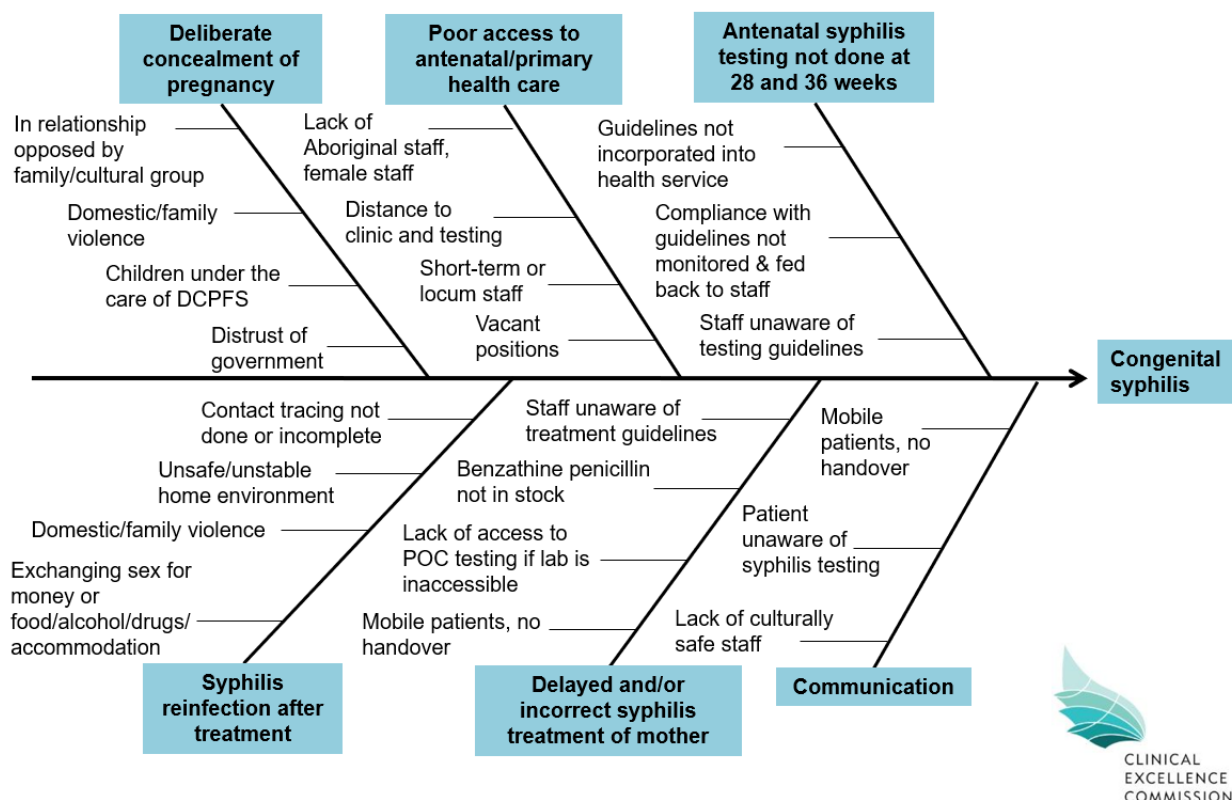 Deliberate
concealment of
pregnancy
Poor access to
antenatal/primary
health care
Antenatal syphilis
testing not done at
28 and 36 weeks
In relationship
opposed by
family/cultural group
Domestic/family
violence
Children under the
care of DCPFS
Distrust of
government
Lack of
Aboriginal staff,
female staff
Distance to
clinic and testing
Short-term or
locum staff
Vacant
positions
Guidelines not
incorporated into
health service
Compliance with
guidelines not
monitored & fed
back to staff
Staff unaware of
testing guidelines
Congenital
syphilis
Contact tracing not
done or incomplete
Unsafe/unstable
home environment
Domestic/family violence
Exchanging sex for
money or
food/alcohol/drugs/
accommodation
Staff unaware of
treatment guidelines
Benzathine penicillin
not in stock
Lack of access to
POC testing if lab is
inaccessible
Mobile patients, no
handover
Mobile
patients, no
handover
Patient
unaware of
syphilis testing
Lack of culturally
safe staff
Syphilis
reinfection after
treatment
Delayed and/or
incorrect syphilis
treatment of mother
Communication
CLINICAL
EXCELLENCE
COMMISSION